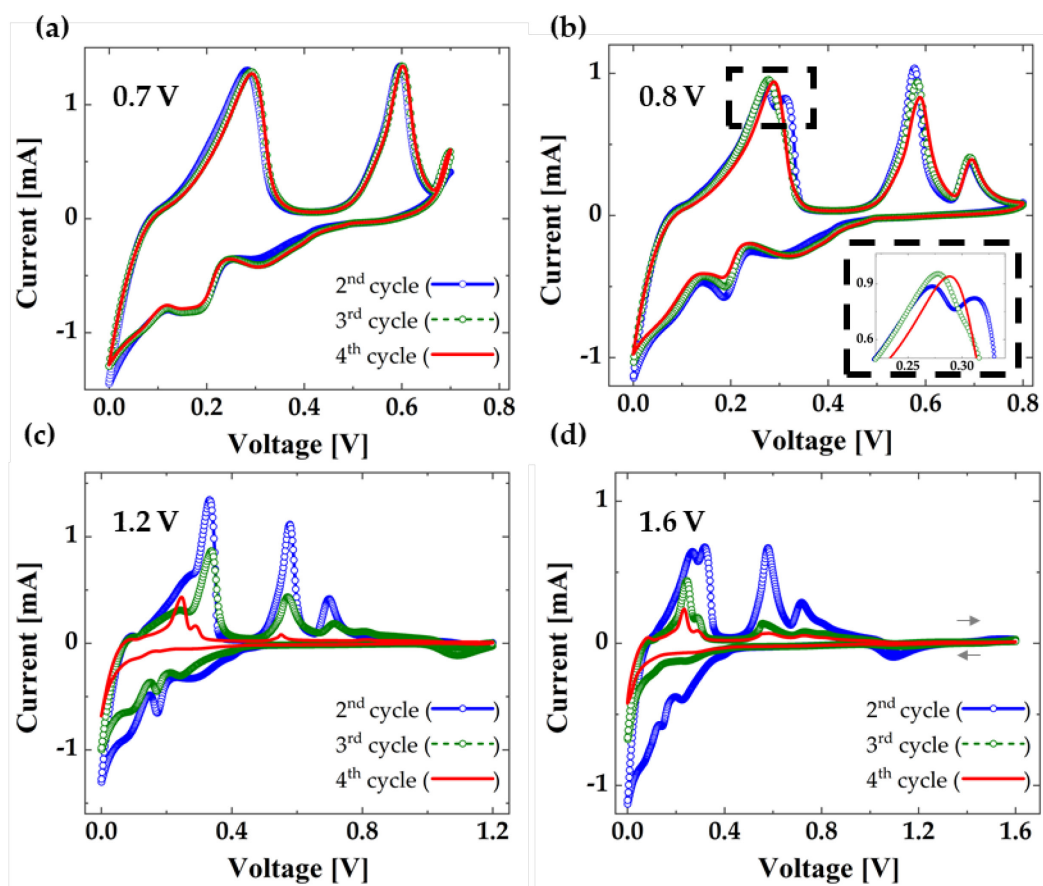 (a)
0.7 V
1
0
-1
Current [mA]
2nd cycle ( )
3rd cycle ( )
4th cycle ( )
0.0 0.2 0.4 0.6 0.8
Voltage [V]
(b)
0.8 V
1
0
-1
Current [mA]
0.9
0.6
0.25 0.30
2nd cycle ( )
3rd cycle ( )
4th cycle ( )
0.0 0.2 0.4 0.6 0.8
Voltage [V]
(c)
1.2 V
1
0
-1
Current [mA]
2nd cycle ( )
3rd cycle ( )
4th cycle ( )
0.0 0.4 0.8 1.2
Voltage [V]
(d)
1.6 V
1
0
-1
Current [mA]
2nd cycle ( )
3rd cycle ( )
4th cycle ( )
0.0 0.4 0.8 1.2 1.6
Voltage [V]